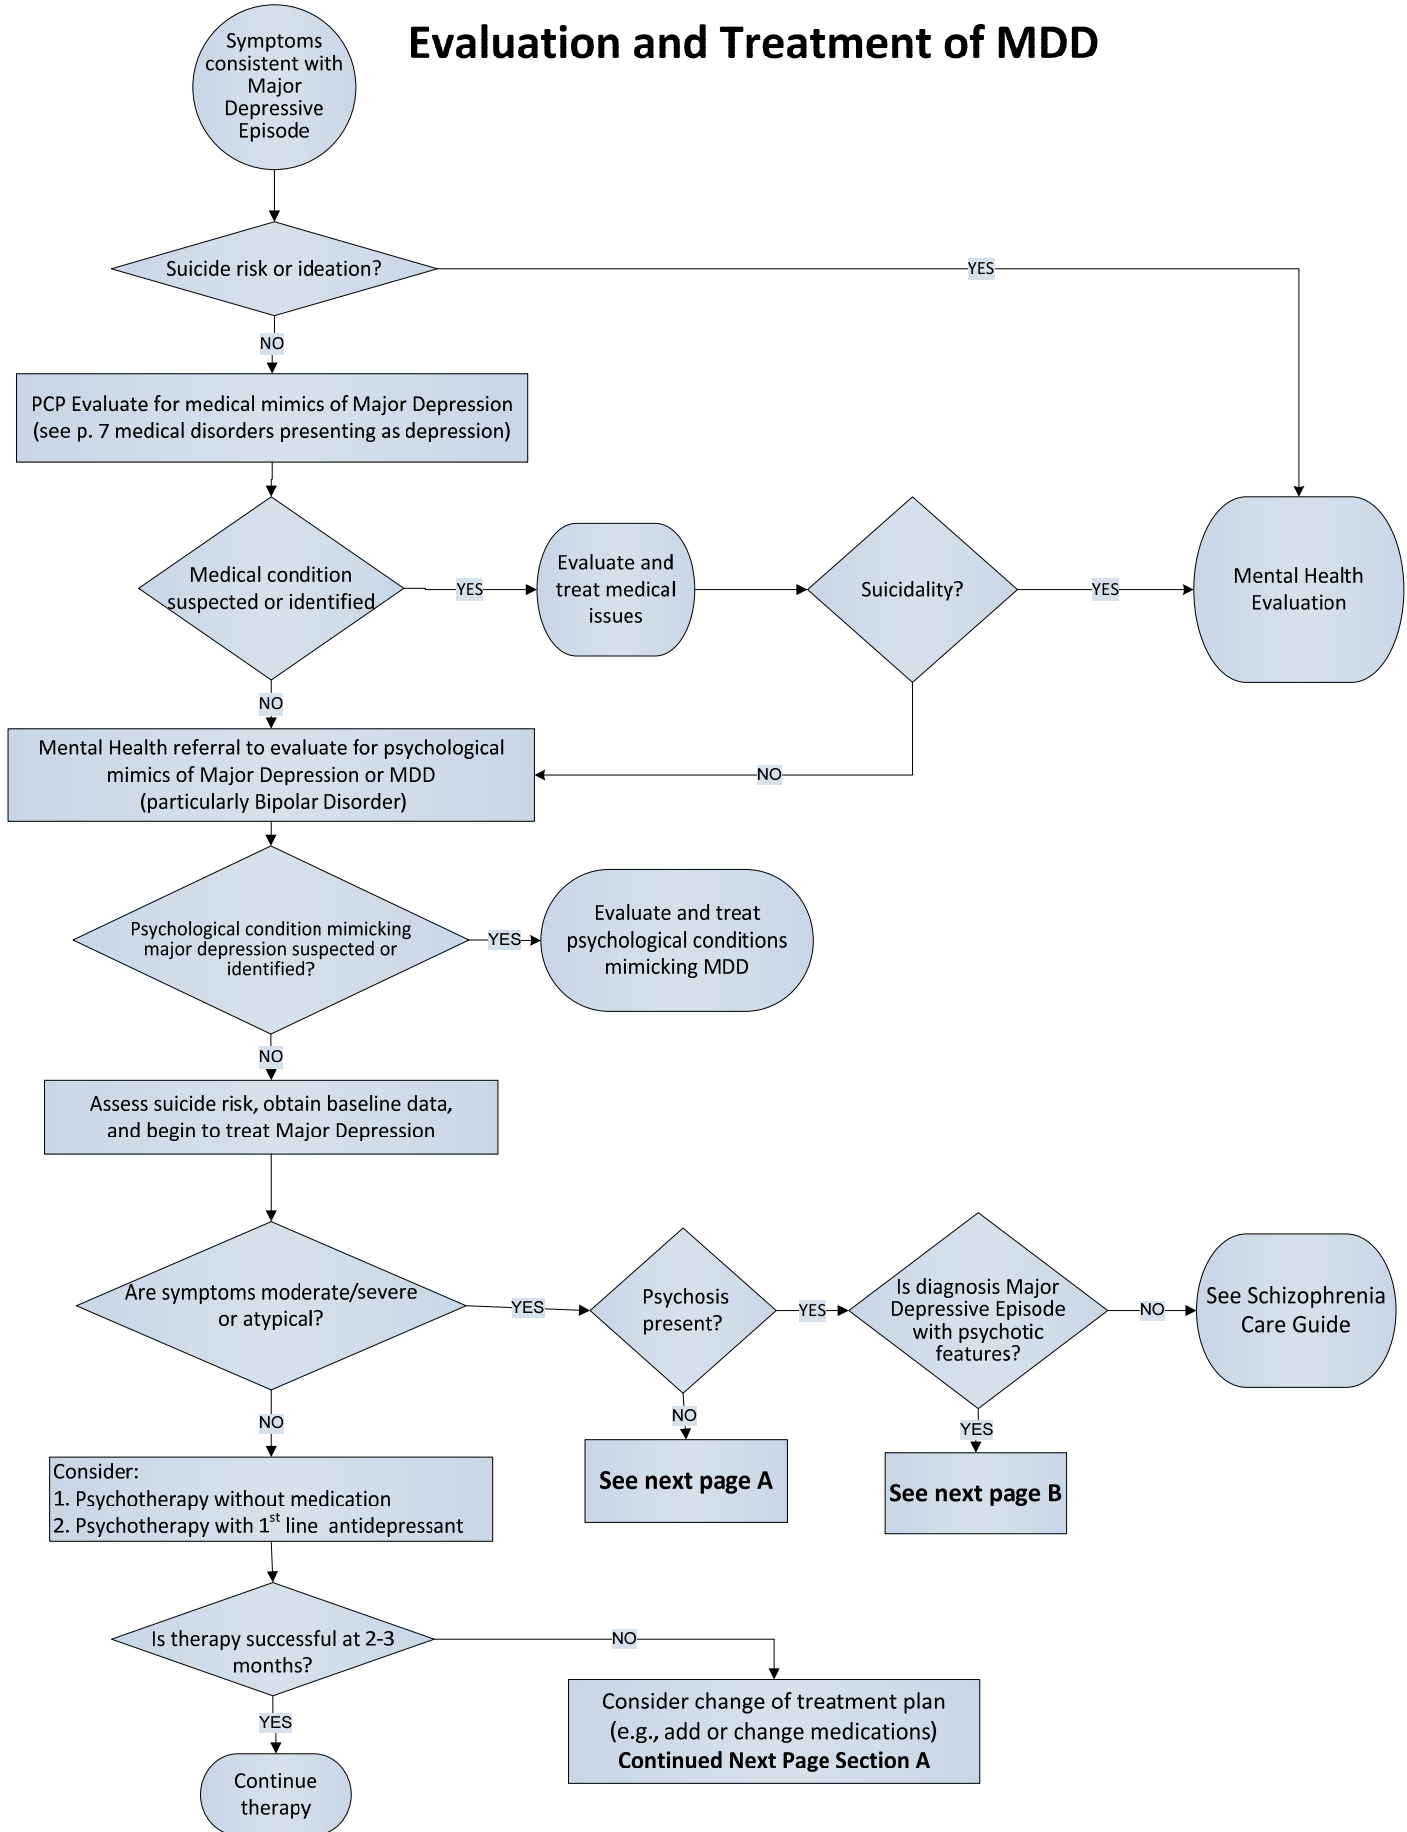 Evaluation and Treatment of MDD
Symptoms
consistent with
Major
Depressive
Episode
Suicide risk or ideation?
YES
NO
PCP Evaluate for medical mimics of Major Depression
(see p. 7 medical disorders presenting as depression)
Medical condition
suspected or identified
YES
Evaluate and
treat medical
issues
Suicidality?
YES
Mental Health
Evaluation
NO
Mental Health referral to evaluate for psychological
mimics of Major Depression or MDD
(particularly Bipolar Disorder)
NO
Psychological condition mimicking
major depression suspected or
identified?
YES
Evaluate and treat
psychological conditions
mimicking MDD
NO
Assess suicide risk, obtain baseline data,
and begin to treat Major Depression
Are symptoms moderate/severe
or atypical?
YES
Psychosis
present?
YES
Is diagnosis Major
Depressive Episode
with psychotic
features?
NO
See Schizophrenia
Care Guide
NO
NO
YES
See next page A
See next page B
Consider:
1. Psychotherapy without medication
2. Psychotherapy with 1st line antidepressant
Is therapy successful at 2-3
months?
NO
YES
Consider change of treatment plan
(e.g., add or change medications)
Continued Next Page Section A
Continue
therapy